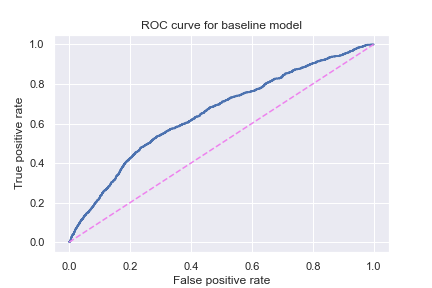 ROC curve for baseline model
1.0
0.8
0.6
0.4
0.2
0.0
True positive rate
0.0 0.2 0.4 0.6 0.8 1.0
False positive rate